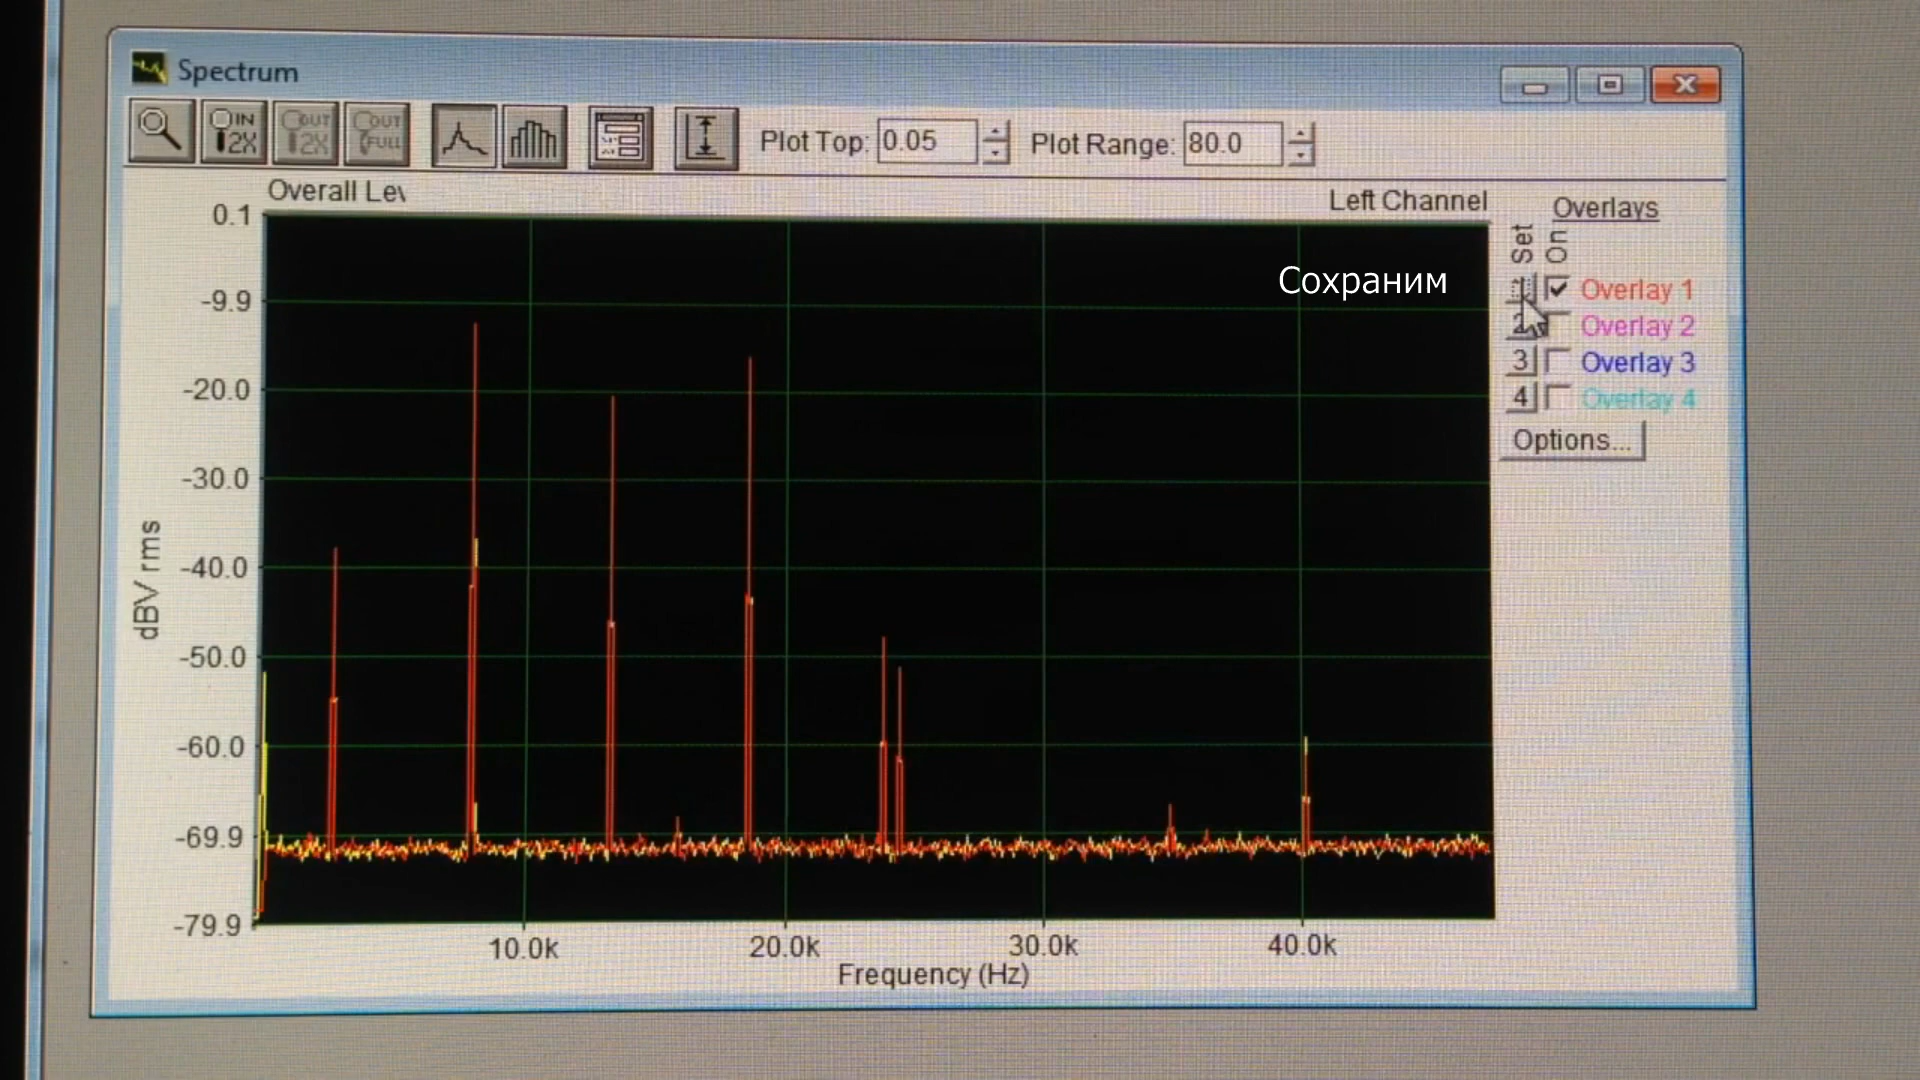 Spectrum
IN 2X
OUT 2X
OUT FULL
Plot Top: 0.05
Plot Range: 80.0
Overall Lev
Left Channel
Overlays
Set
On
Сохраним
Overlay 1
2 Overlay 2
3 Overlay 3
4 Overlay 4
Options...
0.1
-9.9
-20.0
-30.0
-40.0
-50.0
-60.0
-69.9
-79.9
dBV rms
10.0k 20.0k 30.0k 40.0k
Frequency (Hz)